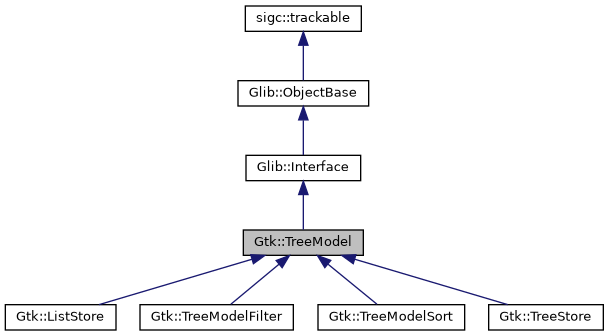 sigc::trackable
Glib::ObjectBase
Glib::Interface
Gtk::TreeModel
Gtk::ListStore
Gtk::TreeModelFilter
Gtk::TreeModelSort
Gtk::TreeStore